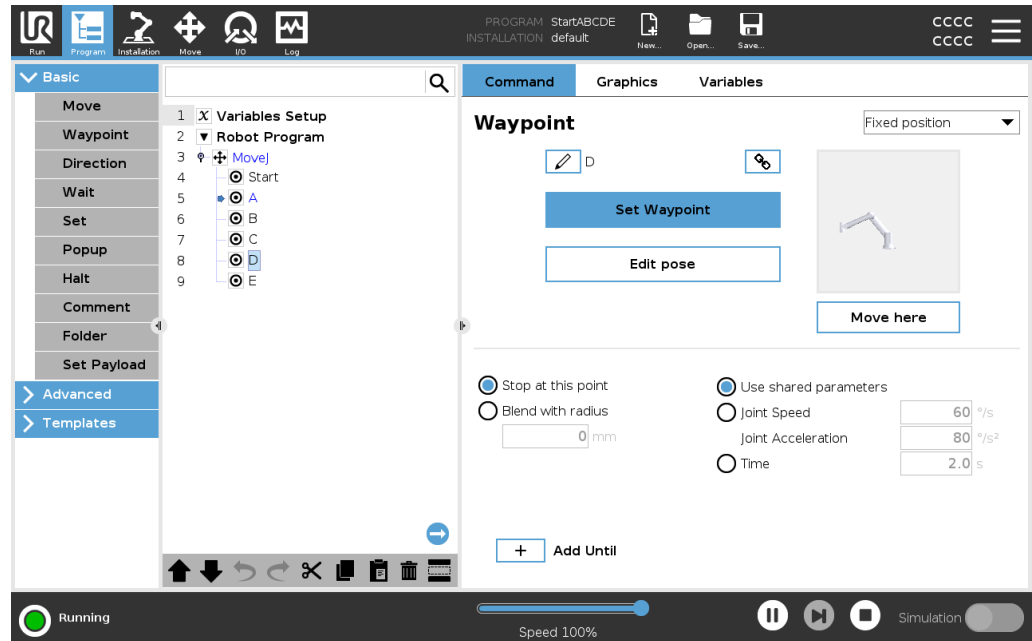 UR
PROGRAM StartABCDE
INSTALLATION default
CCCC
CCCC
Run Program Installation Move I/O Log New... Open... Save...
Basic
Move
Waypoint
Direction
Wait
Set
Popup
Halt
Comment
Folder
Set Payload
Advanced
Templates
1 X Variables Setup
2 Robot Program
3 MoveJ
4 Start
5 A
6 B
7 C
8 D
9 E
Command Graphics Variables
Waypoint
Fixed position
D
Set Waypoint
Edit pose
Move here
Stop at this point
Blend with radius
0 mm
Use shared parameters
Joint Speed 60 °/s
Joint Acceleration 80 °/s²
Time 2.0 s
+ Add Until
Running
Speed 100%
Simulation